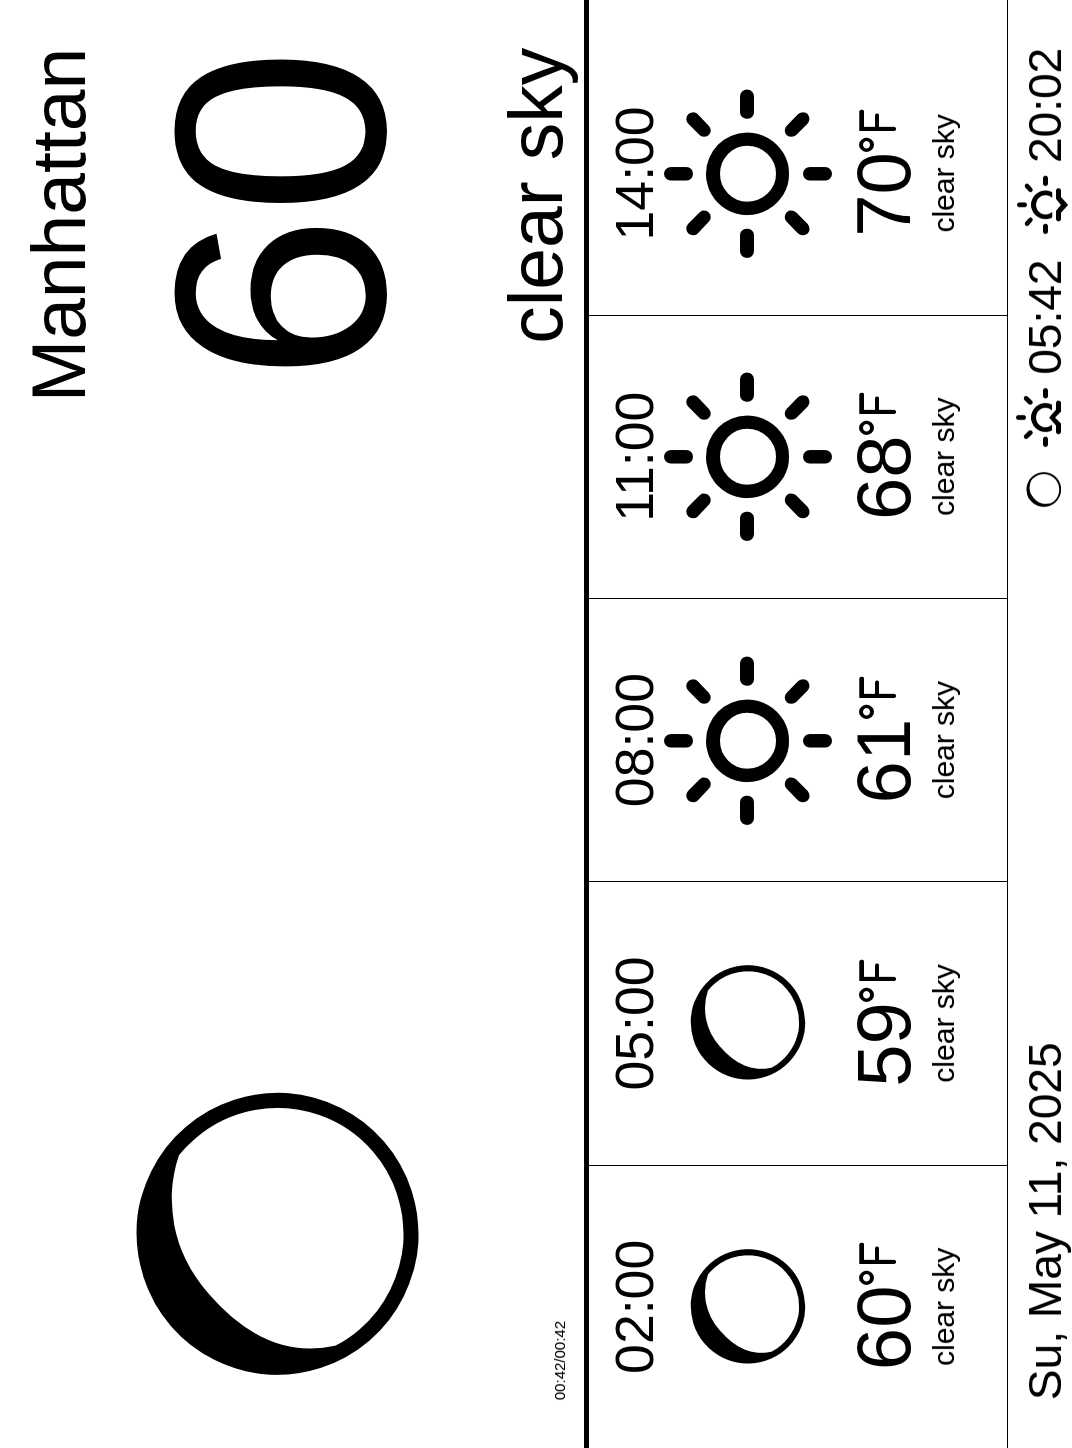 Manhattan
60
clear sky
00:42/00:42
02:00 05:00 08:00 11:00 14:00
60°F 59°F 61°F 68°F 70°F
clear sky clear sky clear sky clear sky clear sky
Su, May 11, 2025 05:42 20:02